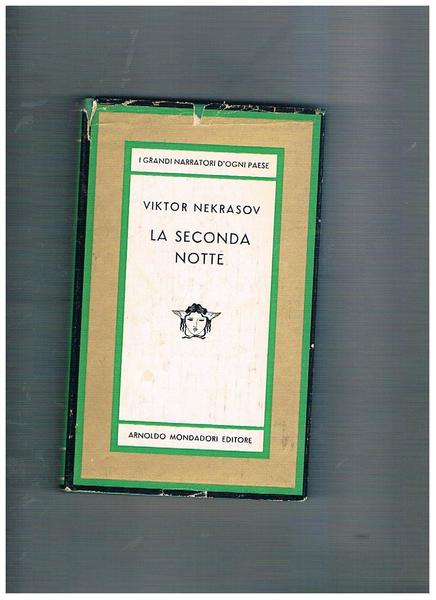 I GRANDI NARRATORI D'OGNI PAESE
VIKTOR NEKRASOV
LA SECONDA
NOTTE
ARNOLDO MONDADORI EDITORE